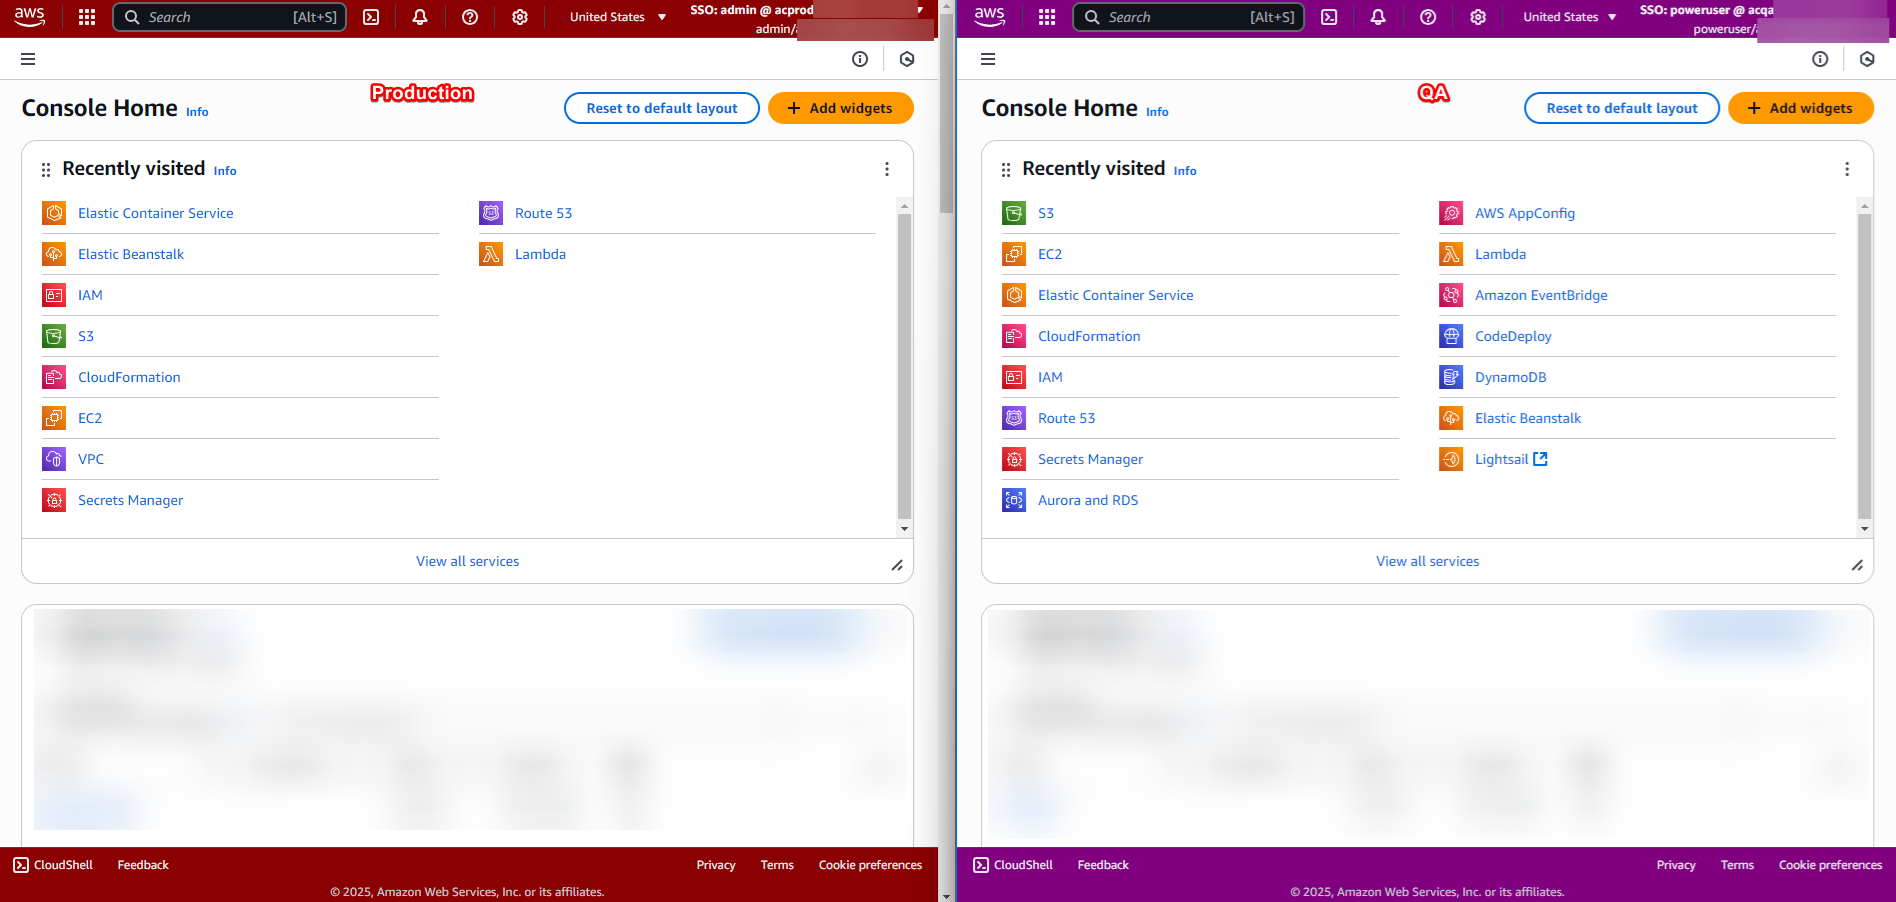 aws
Search
[Alt+S]
United States
SSO: admin @ acprod
admin/
Production
Console Home
Info
Reset to default layout
Add widgets
Recently visited
Info
Elastic Container Service
Elastic Beanstalk
IAM
S3
CloudFormation
EC2
VPC
Secrets Manager
Route 53
Lambda
View all services
CloudShell
Feedback
Privacy
Terms
Cookie preferences
© 2025, Amazon Web Services, Inc. or its affiliates.
aws
Search
[Alt+S]
United States
SSO: poweruser @ acqa
poweruser/
QA
Console Home
Info
Reset to default layout
Add widgets
Recently visited
Info
S3
EC2
Elastic Container Service
CloudFormation
IAM
Route 53
Secrets Manager
Aurora and RDS
AWS AppConfig
Lambda
Amazon EventBridge
CodeDeploy
DynamoDB
Elastic Beanstalk
Lightsail
View all services
CloudShell
Feedback
Privacy
Terms
Cookie preferences
© 2025, Amazon Web Services, Inc. or its affiliates.